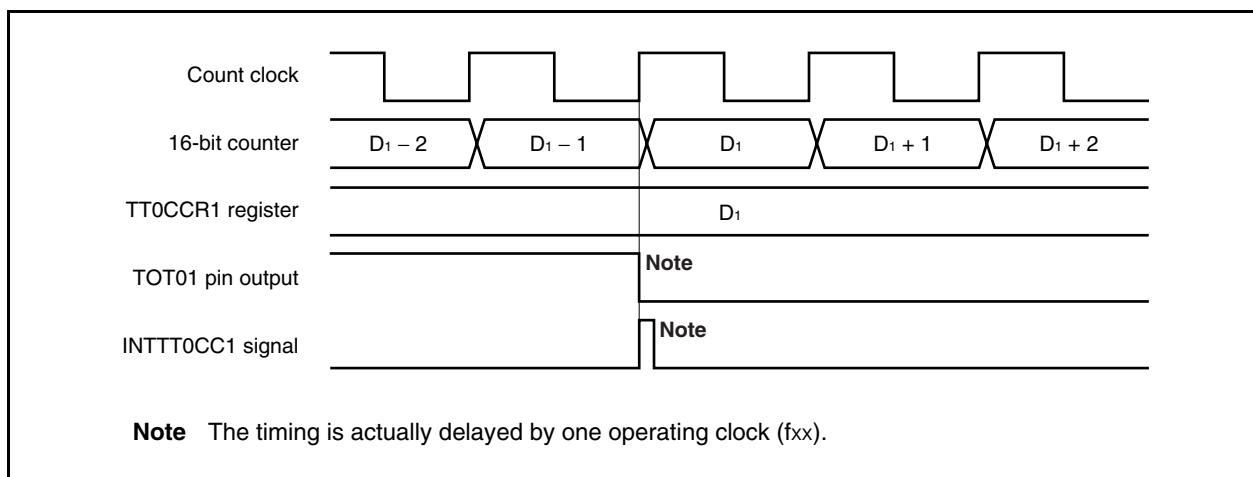 Count clock
16-bit counter
D1 – 2 D1 – 1 D1 D1 + 1 D1 + 2
TT0CCR1 register
D1
TOT01 pin output
Note
INTTT0CC1 signal
Note
Note The timing is actually delayed by one operating clock (fxx).